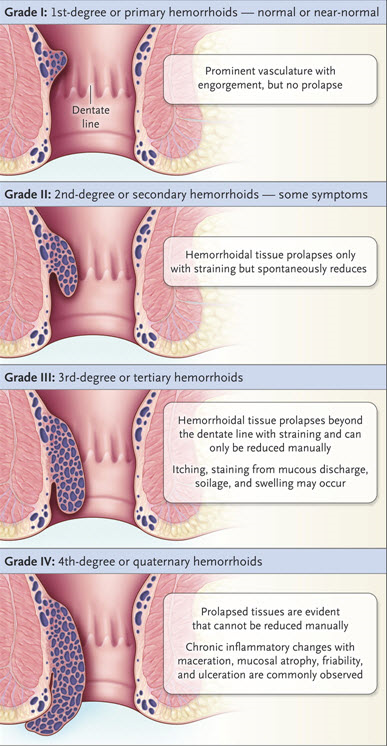 Grade I: 1st-degree or primary hemorrhoids — normal or near-normal
Prominent vasculature with
engorgement, but no prolapse
Dentate
line
Grade II: 2nd-degree or secondary hemorrhoids — some symptoms
Hemorrhoidal tissue prolapses only
with straining but spontaneously reduces
Grade III: 3rd-degree or tertiary hemorrhoids
Hemorrhoidal tissue prolapses beyond
the dentate line with straining and can
only be reduced manually
Itching, staining from mucous discharge,
soilage, and swelling may occur
Grade IV: 4th-degree or quaternary hemorrhoids
Prolapsed tissues are evident
that cannot be reduced manually
Chronic inflammatory changes with
maceration, mucosal atrophy, friability,
and ulceration are commonly observed